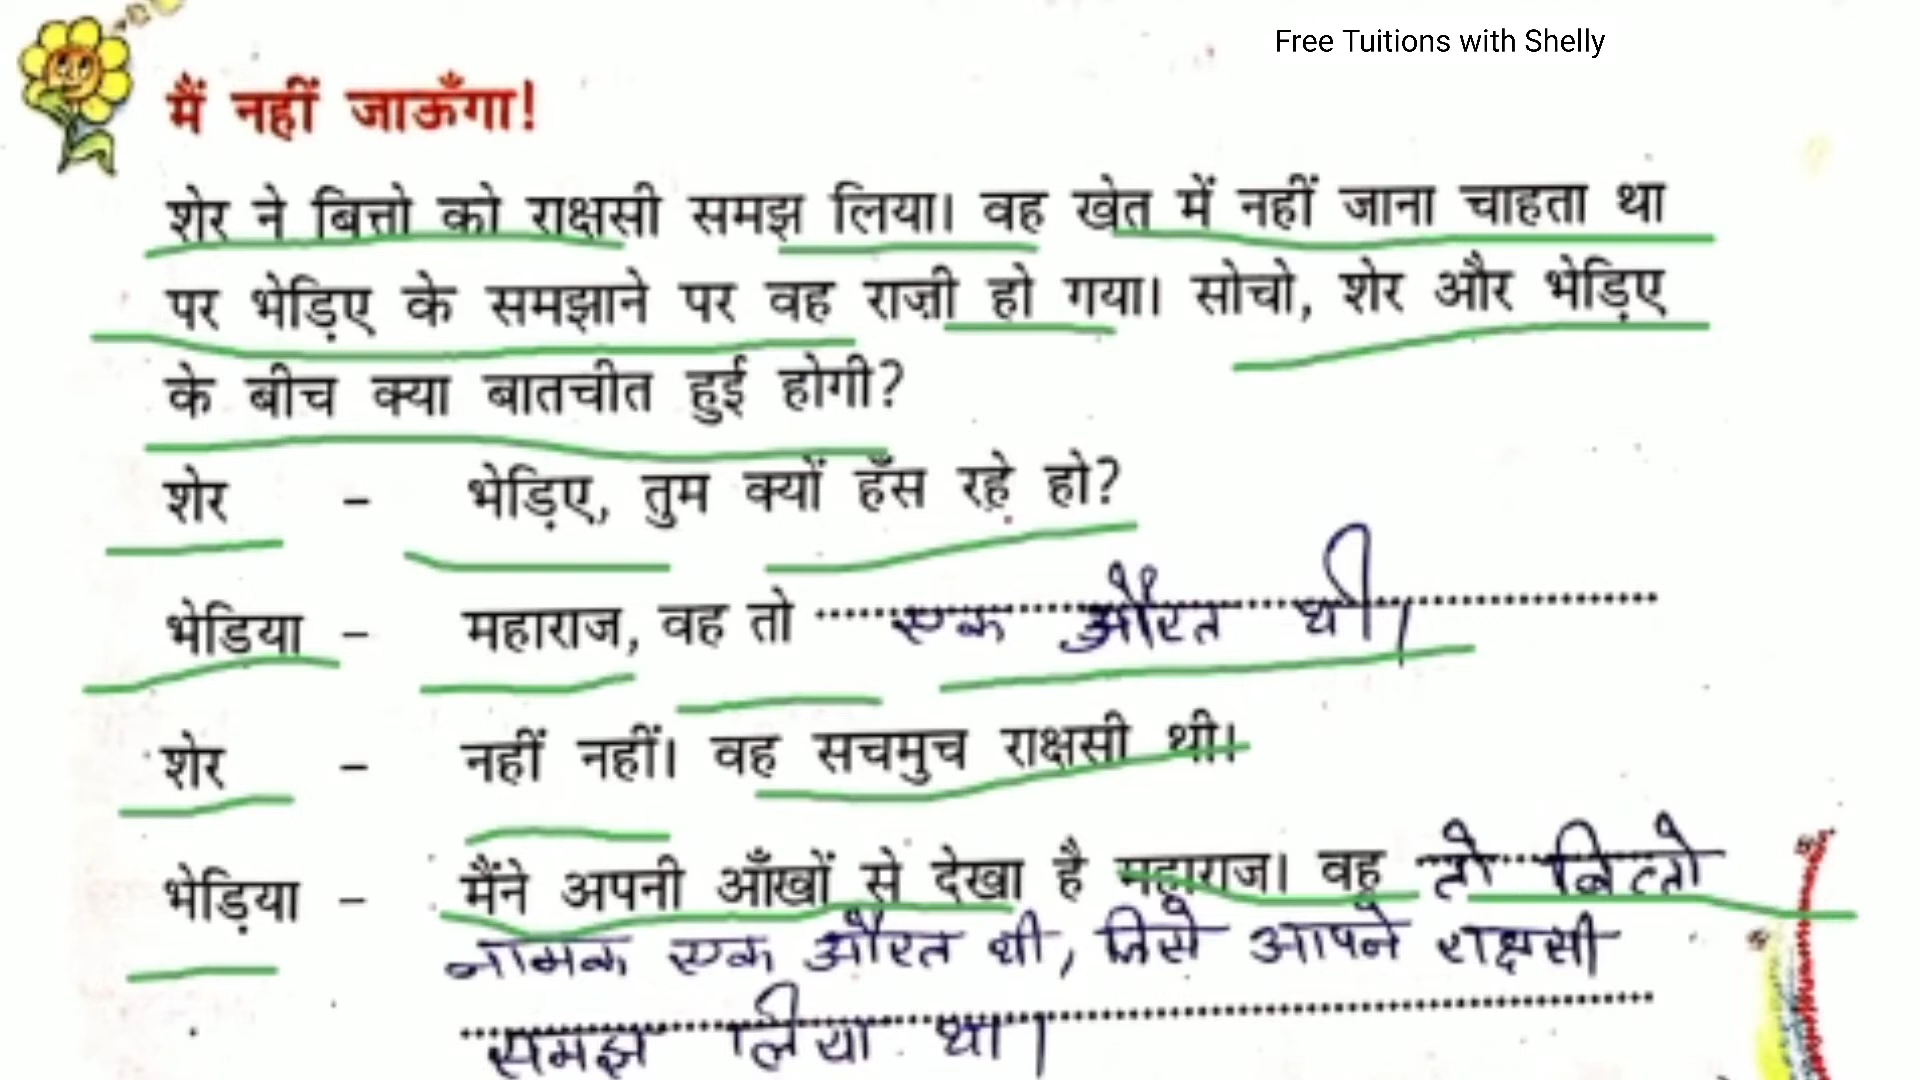 Free Tuitions with Shelly
मैं नहीं जाऊँगा!
शेर ने बित्तो को राक्षसी समझ लिया। वह खेत में नहीं जाना चाहता था
पर भेड़िए के समझाने पर वह राज़ी हो गया। सोचो, शेर और भेड़िए
के बीच क्या बातचीत हुई होगी?
शेर – भेड़िए, तुम क्यों हँस रहे हो?
भेडिया – महाराज, वह तो एक औरत थी।
शेर – नहीं नहीं। वह सचमुच राक्षसी थी।
भेड़िया – मैंने अपनी आँखों से देखा है महाराज। वह तो बित्तो
नामक एक औरत थी, जिसे आपने राक्षसी
समझ लिया था।